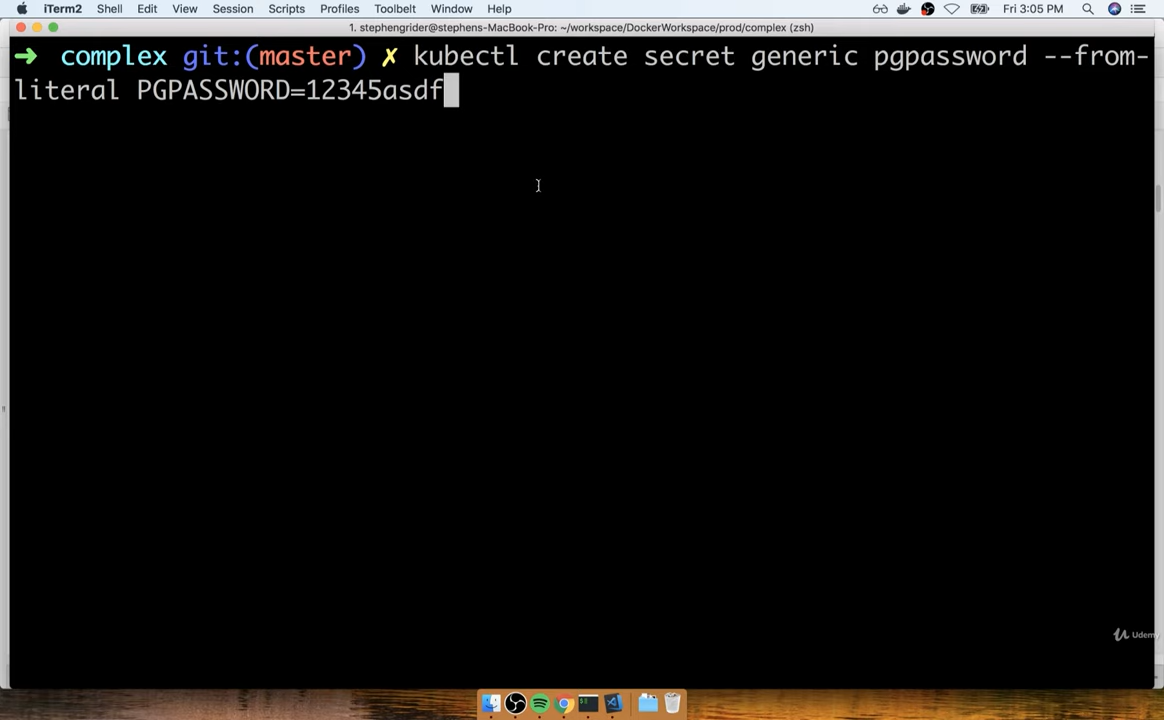 iTerm2 Shell Edit View Session Scripts Profiles Toolbelt Window Help Fri 3:05 PM
1. stephengrider@stephens-MacBook-Pro: ~/workspace/DockerWorkspace/prod/complex (zsh)
➜ complex git:(master) ✗ kubectl create secret generic pgpassword --from-
literal PGPASSWORD=12345asdf
Udemy